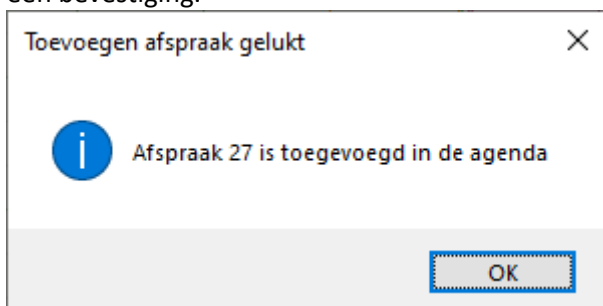 een bevestiging.
Toevoegen afspraak gelukt
Afspraak 27 is toegevoegd in de agenda
OK